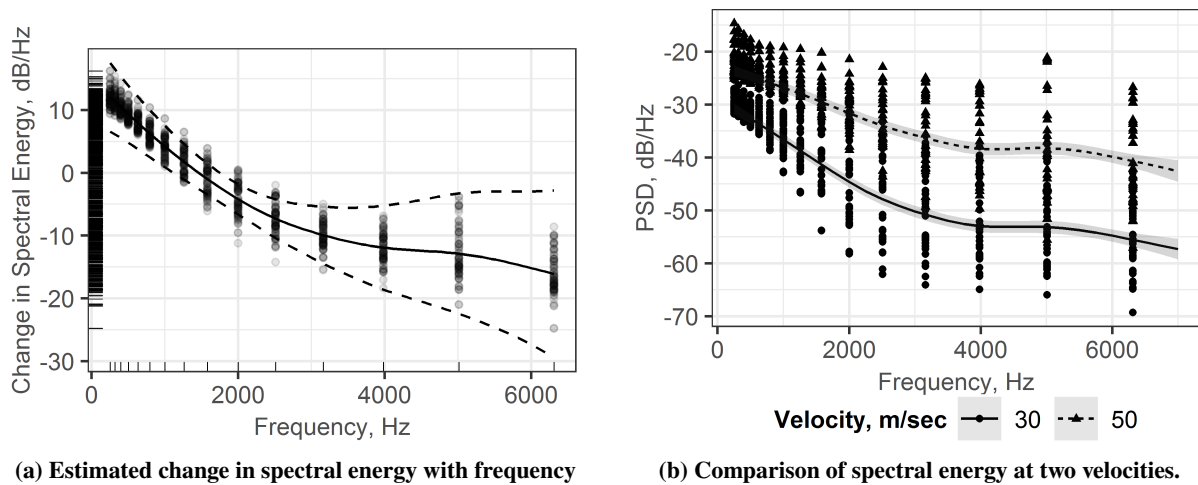 Change in Spectral Energy, dB/Hz
10
0
-10
-20
-30
0
2000
4000
6000
Frequency, Hz
(a) Estimated change in spectral energy with frequency
PSD, dB/Hz
-20
-30
-40
-50
-60
-70
0
2000
4000
6000
Frequency, Hz
Velocity, m/sec 30 50
(b) Comparison of spectral energy at two velocities.